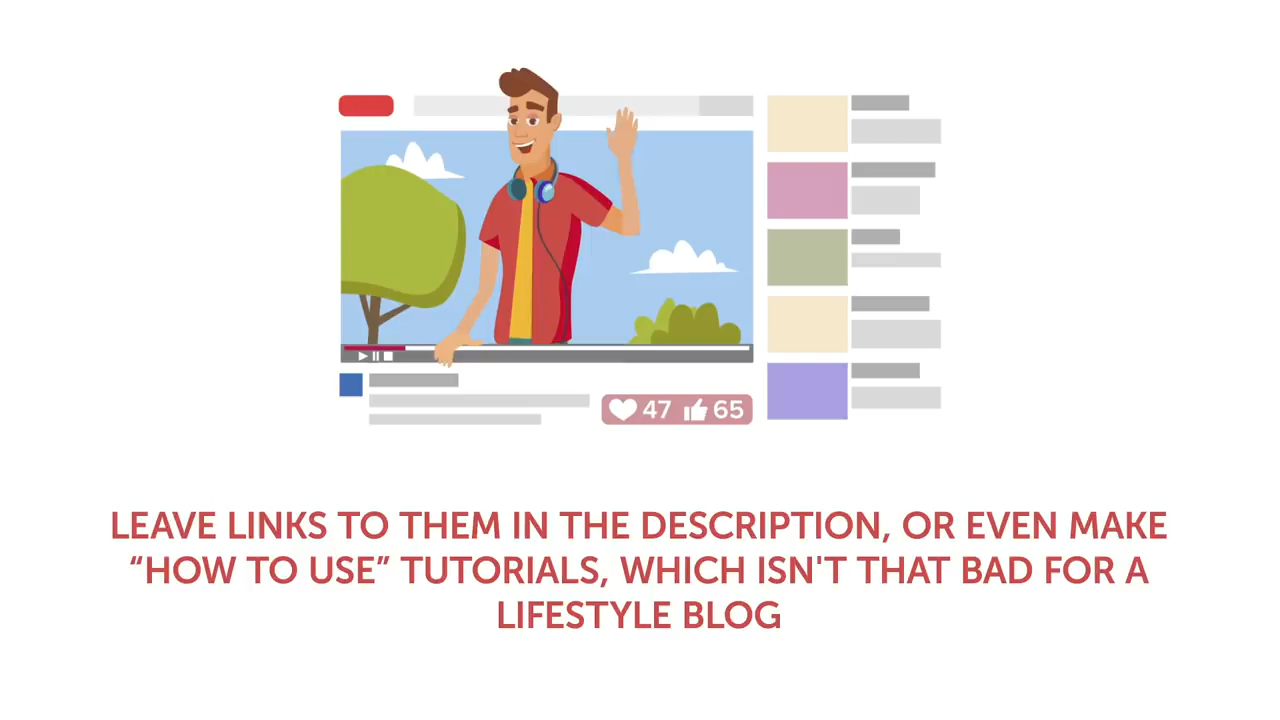 47 65
LEAVE LINKS TO THEM IN THE DESCRIPTION, OR EVEN MAKE
“HOW TO USE” TUTORIALS, WHICH ISN'T THAT BAD FOR A
LIFESTYLE BLOG